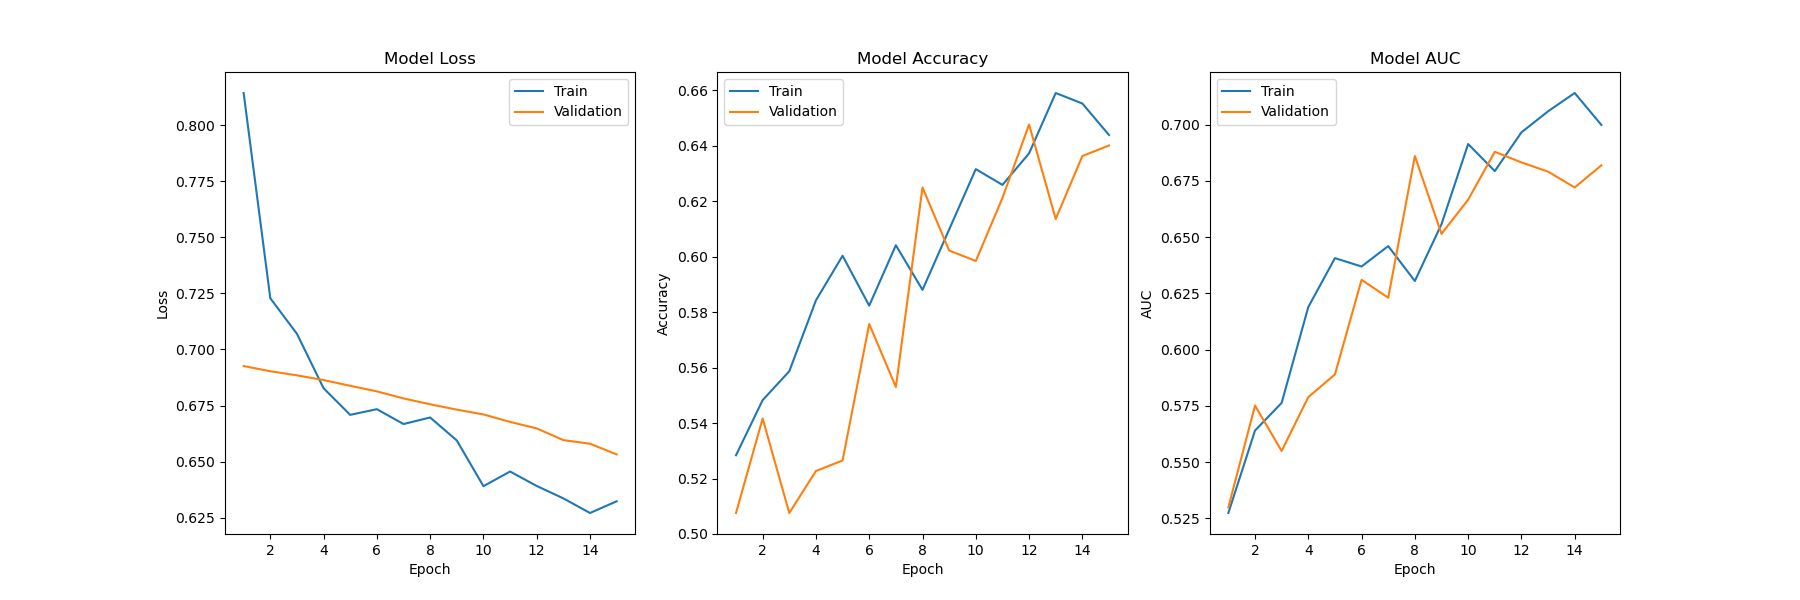 Model Loss
Train
Validation
0.800
0.775
0.750
0.725
0.700
0.675
0.650
0.625
Loss
2 4 6 8 10 12 14
Epoch
Model Accuracy
Train
Validation
0.66
0.64
0.62
0.60
0.58
0.56
0.54
0.52
0.50
Accuracy
2 4 6 8 10 12 14
Epoch
Model AUC
Train
Validation
0.700
0.675
0.650
0.625
0.600
0.575
0.550
0.525
AUC
2 4 6 8 10 12 14
Epoch